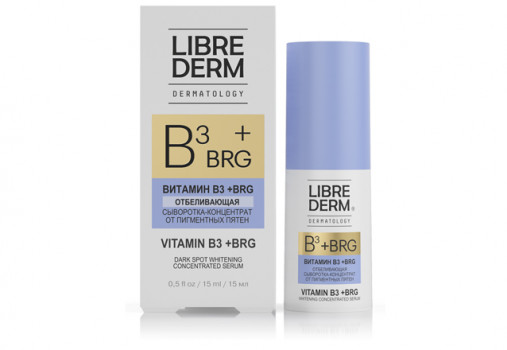 LIBRE
DERM
DERMATOLOGY
B3 +
BRG
ВИТАМИН B3 +BRG
ОТБЕЛИВАЮЩАЯ
СЫВОРОТКА-КОНЦЕНТРАТ
ОТ ПИГМЕНТНЫХ ПЯТЕН
VITAMIN B3 +BRG
DARK SPOT WHITENING
CONCENTRATED SERUM
0,5 fl oz / 15 ml / 15 мл
LIBRE
DERM®
DERMATOLOGY
B3+BRG
ВИТАМИН B3 +BRG
ОТБЕЛИВАЮЩАЯ
СЫВОРОТКА-КОНЦЕНТРАТ
ОТ ПИГМЕНТНЫХ ПЯТЕН
VITAMIN B3 +BRG
WHITENING CONCENTRATED SERUM